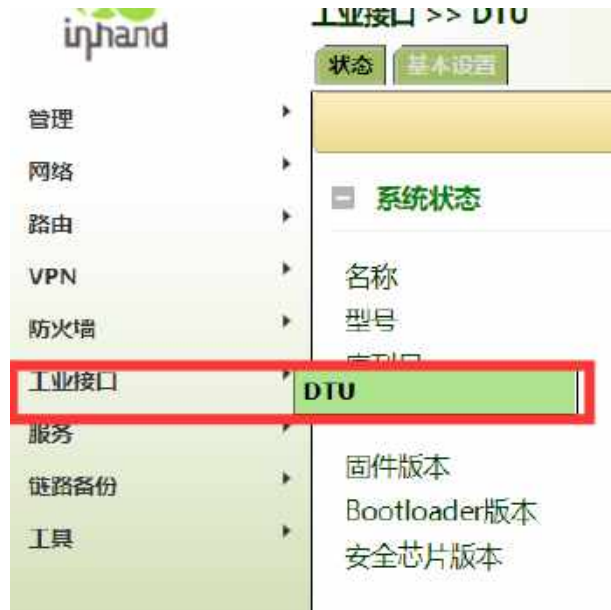 inhand
工业接口 >> DTU
状态
基本设置
管理
网络
路由
VPN
防火墙
工业接口
DTU
服务
链路备份
工具
系统状态
名称
型号
固件版本
Bootloader版本
安全芯片版本